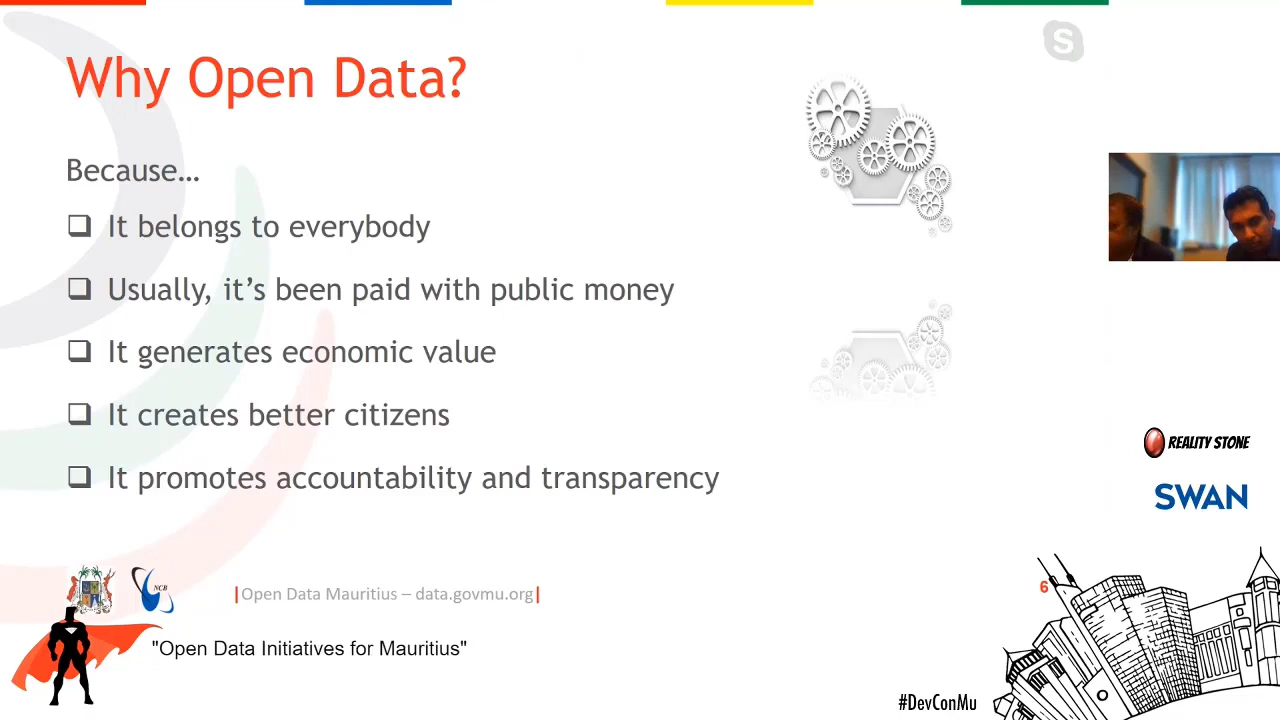 Why Open Data?
Because…
It belongs to everybody
Usually, it’s been paid with public money
It generates economic value
It creates better citizens
It promotes accountability and transparency
REALITY STONE
SWAN
NCB
|Open Data Mauritius – data.govmu.org|
6
"Open Data Initiatives for Mauritius"
#DevConMu
S